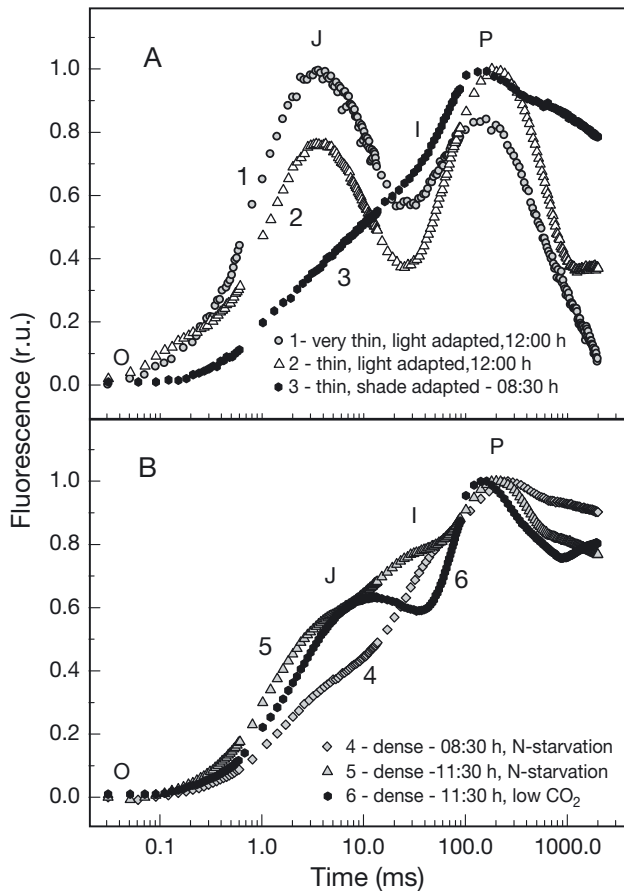 J
P
A
1.0
0.8
I
1
0.6
2
0.4
3
0.2
O
1- very thin, light adapted,12:00 h
2 - thin, light adapted,12:00 h
3 - thin, shade adapted - 08:30 h
0.0
Fluorescence (r.u.)
B
P
1.0
I
0.8
J
6
0.6
5
4
0.4
0.2
O
4 - dense - 08:30 h, N-starvation
5 - dense -11:30 h, N-starvation
6 - dense - 11:30 h, low CO₂
0.0
0.1 1.0 10.0 100.0 1000.0
Time (ms)